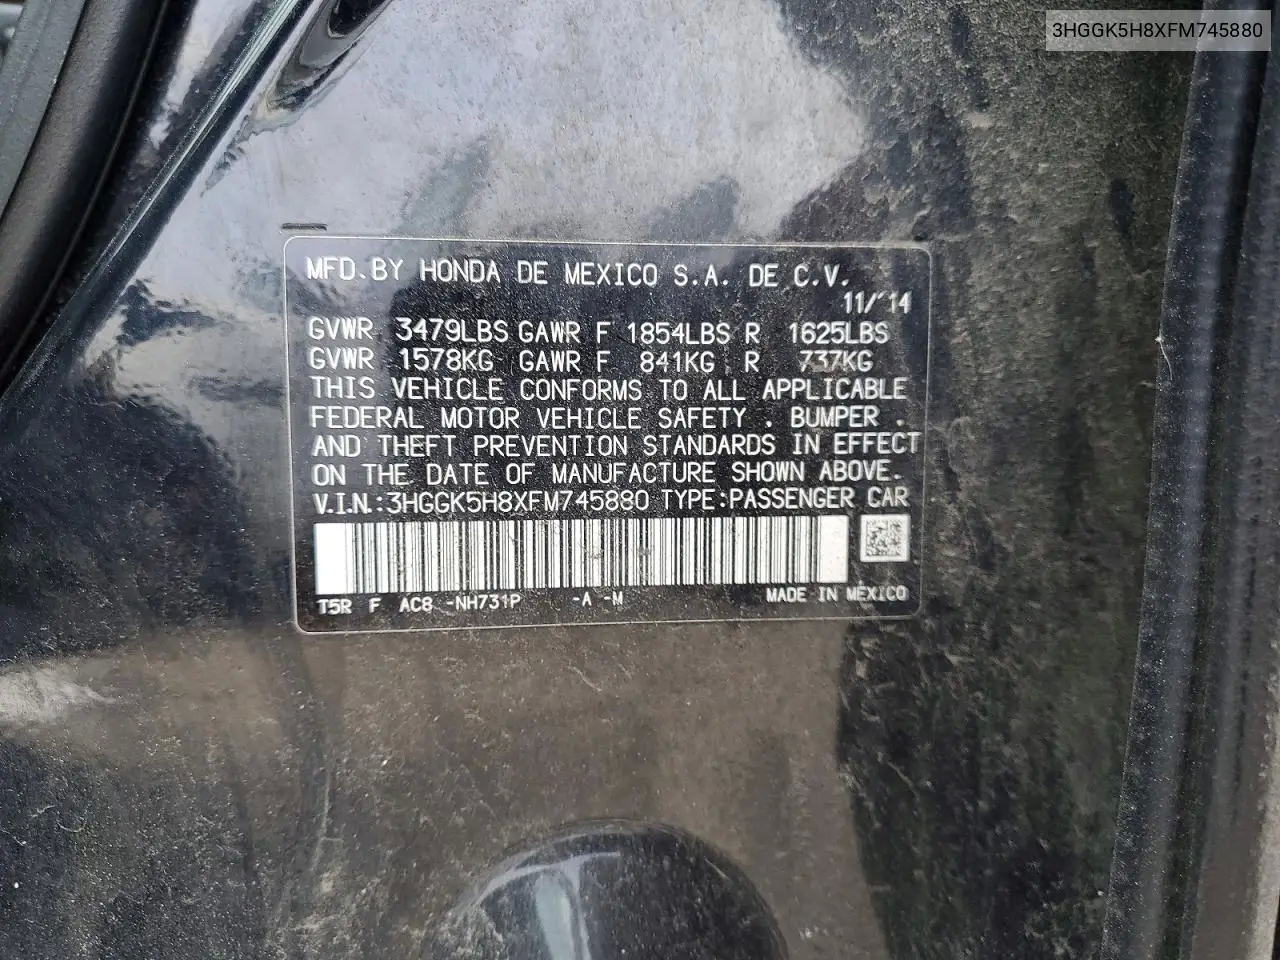 3HGGK5H8XFM745880
MFD.BY HONDA DE MEXICO S.A. DE C.V.
11/'14
GVWR 3479LBS GAWR F 1854LBS R 1625LBS
GVWR 1578KG GAWR F 841KG R 737KG
THIS VEHICLE CONFORMS TO ALL APPLICABLE
FEDERAL MOTOR VEHICLE SAFETY , BUMPER ,
AND THEFT PREVENTION STANDARDS IN EFFECT
ON THE DATE OF MANUFACTURE SHOWN ABOVE.
V.I.N.:3HGGK5H8XFM745880 TYPE:PASSENGER CAR
T5R F AC8 -NH731P -A -M MADE IN MEXICO